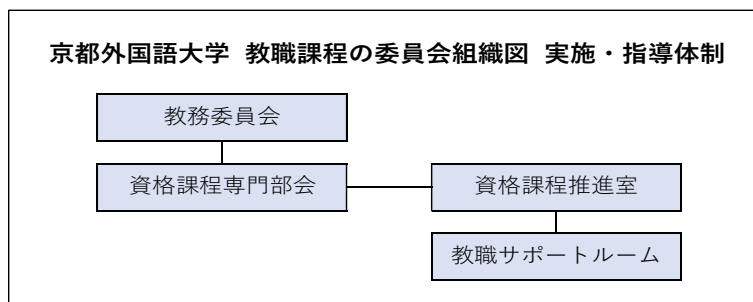 京都外国語大学 教職課程の委員会組織図 実施・指導体制
教務委員会
資格課程専門部会
資格課程推進室
教職サポートルーム